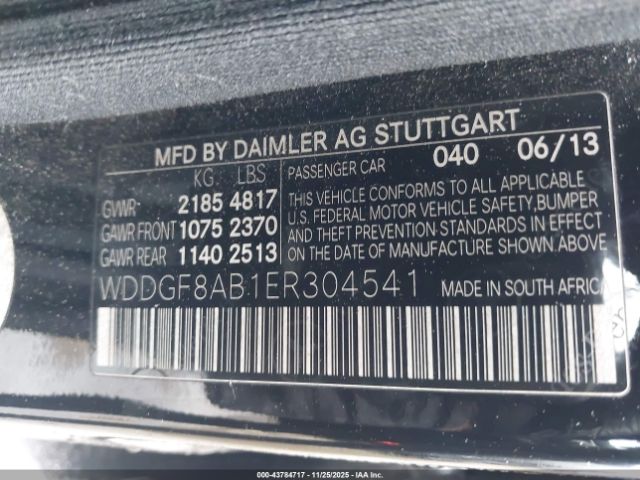 MFD BY DAIMLER AG STUTTGART
KG LBS PASSENGER CAR 040 06/13
GVWR: 2185 4817
GAWR FRONT 1075 2370
GAWR REAR 1140 2513
THIS VEHICLE CONFORMS TO ALL APPLICABLE
U.S. FEDERAL MOTOR VEHICLE SAFETY, BUMPER
AND THEFT PREVENTION STANDARDS IN EFFECT
ON THE DATE OF MANUFACTURE SHOWN ABOVE
WDDGF8AB1ER304541 MADE IN SOUTH AFRICA
000-43784717 - 11/25/2025 - IAA Inc. ©